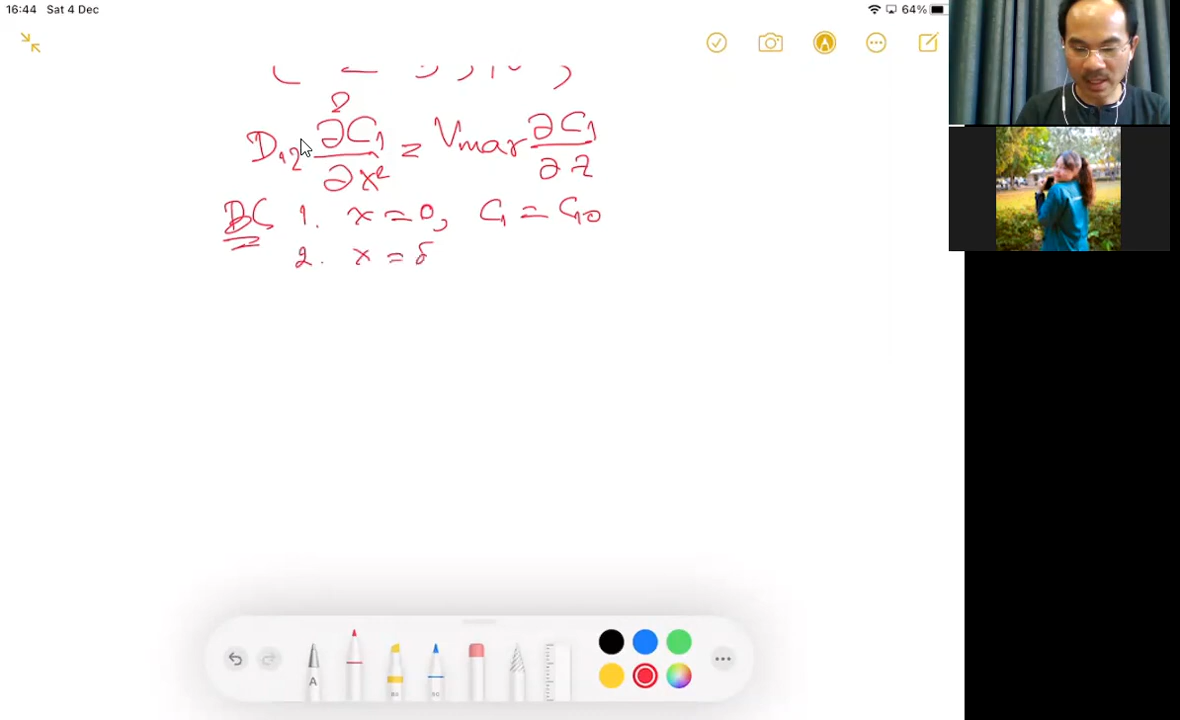 16:44 Sat 4 Dec 64%
D₁₂ ∂²C₁/∂x² = Vmax ∂C₁/∂z
BC 1. x = 0, C₁ = C₁₀
2. x = δ
A